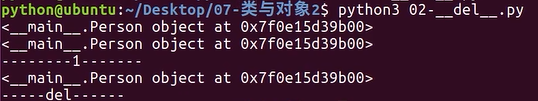 python@ubuntu:~/Desktop/07-类与对象2$ python3 02-__del__.py
<__main__.Person object at 0x7f0e15d39b00>
<__main__.Person object at 0x7f0e15d39b00>
--------1-------
<__main__.Person object at 0x7f0e15d39b00>
-----del------